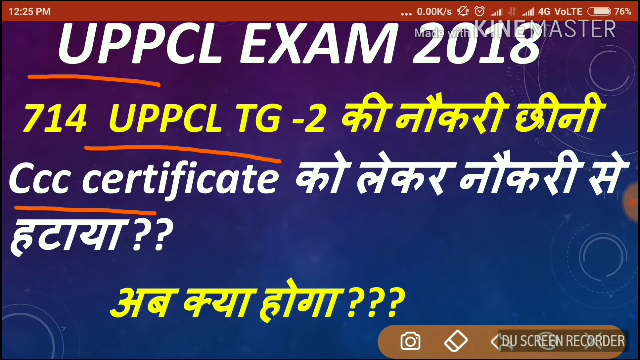 12:25 PM ... 0.00K/s 4G VoLTE 76%
Made with KINEMASTER
UPPCL EXAM 2018
714 UPPCL TG -2 की नौकरी छीनी
Ccc certificate को लेकर नौकरी से
हटाया ??
अब क्या होगा ???
DU SCREEN RECORDER